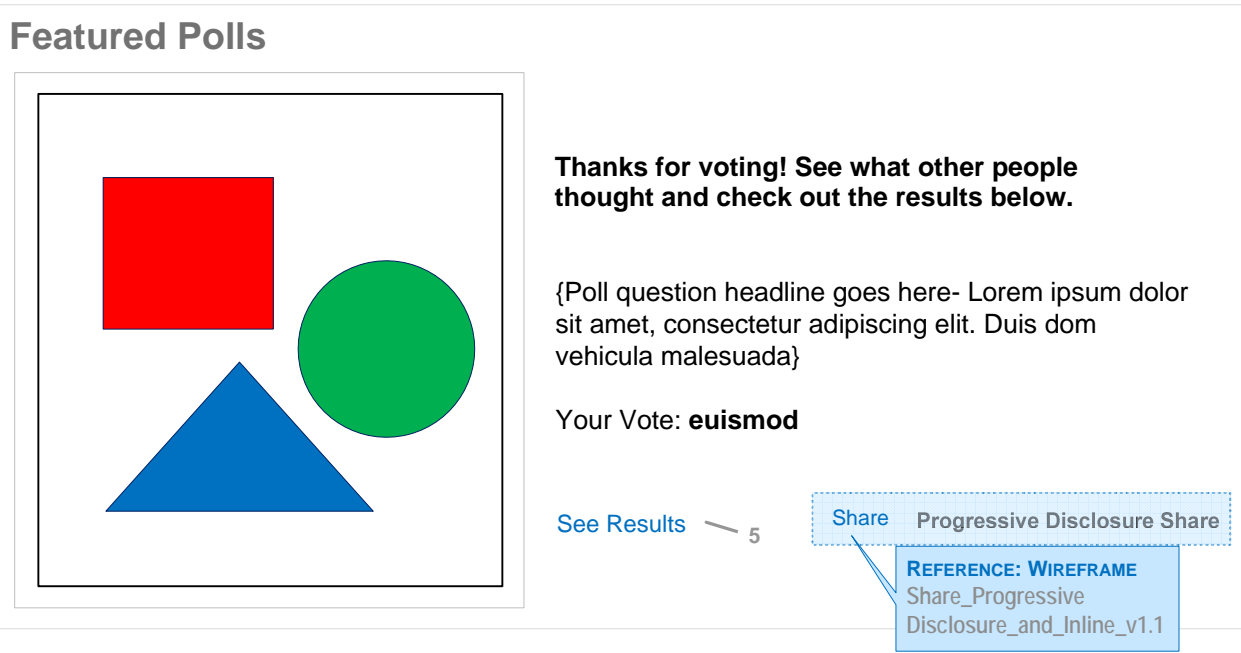 Featured Polls
Thanks for voting! See what other people
thought and check out the results below.
{Poll question headline goes here- Lorem ipsum dolor
sit amet, consectetur adipiscing elit. Duis dom
vehicula malesuada}
Your Vote: euismod
See Results
5
Share
Progressive Disclosure Share
REFERENCE: WIREFRAME
Share_Progressive
Disclosure_and_Inline_v1.1